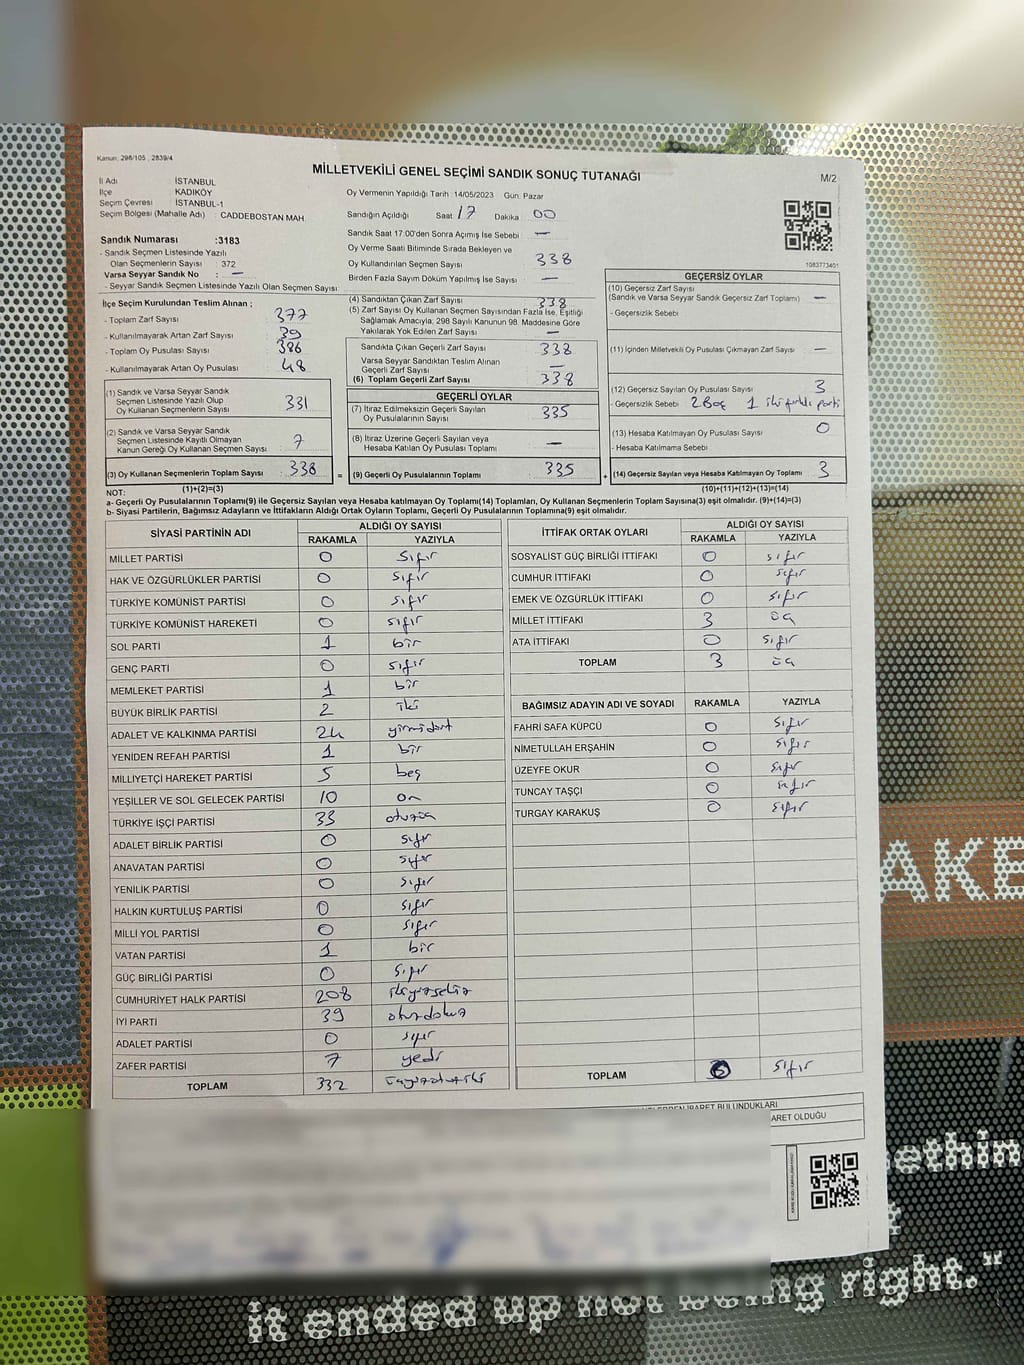 Kanun: 298/105 , 2839/4
MİLLETVEKİLİ GENEL SEÇİMİ SANDIK SONUÇ TUTANAĞI
M/2
İl Adı : İSTANBUL
İlçe : KADIKÖY
Seçim Çevresi : İSTANBUL-1
Seçim Bölgesi (Mahalle Adı) : CADDEBOSTAN MAH.
Sandık Numarası :3183
- Sandık Seçmen Listesinde Yazılı
Olan Seçmenlerin Sayısı : 372
Varsa Seyyar Sandık No : —
- Seyyar Sandık Seçmen Listesinde Yazılı Olan Seçmen Sayısı
Oy Vermenin Yapıldığı Tarih :14/05/2023 Gün: Pazar
Sandığın Açıldığı Saat 17 Dakika 00
Sandık Saat 17.00'den Sonra Açımış İse Sebebi —
Oy Verme Saati Bitiminde Sırada Bekleyen ve
Oy Kullandırılan Seçmen Sayısı 338
Birden Fazla Sayım Döküm Yapılmış İse Sayısı —
1083773401
İlçe Seçim Kurulundan Teslim Alınan ;
- Toplam Zarf Sayısı 377
- Kullanılmayarak Artan Zarf Sayısı 39
- Toplam Oy Pusulası Sayısı 386
- Kullanılmayarak Artan Oy Pusulası 48
(1) Sandık ve Varsa Seyyar Sandık
Seçmen Listesinde Yazılı Olup
Oy Kullanan Seçmenlerin Sayısı 331
(2) Sandık ve Varsa Seyyar Sandık
Seçmen Listesinde Kayıtlı Olmayan
Kanun Gereği Oy Kullanan Seçmen Sayısı 7
(3) Oy Kullanan Seçmenlerin Toplam Sayısı 338
(1)+(2)=(3)
(4) Sandıktan Çıkan Zarf Sayısı 338
(5) Zarf Sayısı Oy Kullanan Seçmen Sayısından Fazla İse, Eşitliği
Sağlamak Amacıyla; 298 Sayılı Kanunun 98. Maddesine Göre
Yakılarak Yok Edilen Zarf Sayısı —
Sandıkta Çıkan Geçerli Zarf Sayısı 338
Varsa Seyyar Sandıktan Teslim Alınan
Geçerli Zarf Sayısı —
(6) Toplam Geçerli Zarf Sayısı 338
GEÇERLİ OYLAR
(7) İtiraz Edilmeksizin Geçerli Sayılan
Oy Pusulalarının Sayısı 335
(8) İtiraz Üzerine Geçerli Sayılan veya
Hesaba Katılan Oy Pusulası Toplamı —
= (9) Geçerli Oy Pusulalarının Toplamı 335
GEÇERSİZ OYLAR
(10) Geçersiz Zarf Sayısı
(Sandık ve Varsa Seyyar Sandık Geçersiz Zarf Toplamı) —
- Geçersizlik Sebebi
(11) İçinden Milletvekili Oy Pusulası Çıkmayan Zarf Sayısı —
(12) Geçersiz Sayılan Oy Pusulası Sayısı 3
- Geçersizlik Sebebi 2 Boş 1 iki farklı parti
(13) Hesaba Katılmayan Oy Pusulası Sayısı 0
- Hesaba Katılmama Sebebi
+ (14) Geçersiz Sayılan veya Hesaba Katılmayan Oy Toplamı 3
(10)+(11)+(12)+(13)=(14)
NOT:
a- Geçerli Oy Pusulalarının Toplamı(9) ile Geçersiz Sayılan veya Hesaba katılmayan Oy Toplamı(14) Toplamları, Oy Kullanan Seçmenlerin Toplam Sayısına(3) eşit olmalıdır. (9)+(14)=(3)
b- Siyasi Partilerin, Bağımsız Adayların ve İttifakların Aldığı Ortak Oyların Toplamı, Geçerli Oy Pusulalarının Toplamına(9) eşit olmalıdır.
SİYASİ PARTİNİN ADI ALDIĞI OY SAYISI
RAKAMLA YAZIYLA
MİLLET PARTİSİ 0 sıfır
HAK VE ÖZGÜRLÜKLER PARTİSİ 0 sıfır
TÜRKİYE KOMÜNİST PARTİSİ 0 sıfır
TÜRKİYE KOMÜNİST HAREKETİ 0 sıfır
SOL PARTİ 1 bir
GENÇ PARTİ 0 sıfır
MEMLEKET PARTİSİ 1 bir
BÜYÜK BİRLİK PARTİSİ 2 iki
ADALET VE KALKINMA PARTİSİ 24 yirmidört
YENİDEN REFAH PARTİSİ 1 bir
MİLLİYETÇİ HAREKET PARTİSİ 5 beş
YEŞİLLER VE SOL GELECEK PARTİSİ 10 on
TÜRKİYE İŞÇİ PARTİSİ 33 otuzüç
ADALET BİRLİK PARTİSİ 0 sıfır
ANAVATAN PARTİSİ 0 sıfır
YENİLİK PARTİSİ 0 sıfır
HALKIN KURTULUŞ PARTİSİ 0 sıfır
MİLLİ YOL PARTİSİ 0 sıfır
VATAN PARTİSİ 1 bir
GÜÇ BİRLİĞİ PARTİSİ 0 sıfır
CUMHURİYET HALK PARTİSİ 208 ikiyüzsekiz
İYİ PARTİ 39 otuzdokuz
ADALET PARTİSİ 0 sıfır
ZAFER PARTİSİ 7 yedi
TOPLAM 332 üçyüzotuziki
İTTİFAK ORTAK OYLARI ALDIĞI OY SAYISI
RAKAMLA YAZIYLA
SOSYALİST GÜÇ BİRLİĞİ İTTİFAKI 0 sıfır
CUMHUR İTTİFAKI 0 sıfır
EMEK VE ÖZGÜRLÜK İTTİFAKI 0 sıfır
MİLLET İTTİFAKI 3 üç
ATA İTTİFAKI 0 sıfır
TOPLAM 3 üç
BAĞIMSIZ ADAYIN ADI VE SOYADI RAKAMLA YAZIYLA
FAHRİ SAFA KÜPCÜ 0 sıfır
NİMETULLAH ERŞAHİN 0 sıfır
ÜZEYFE OKUR 0 sıfır
TUNCAY TAŞÇI 0 sıfır
TURGAY KARAKUŞ 0 sıfır
TOPLAM 0 sıfır
İBARET BULUNDUKLARI
ARET OLDUĞU
AKE
ethin
it ended up not being right."